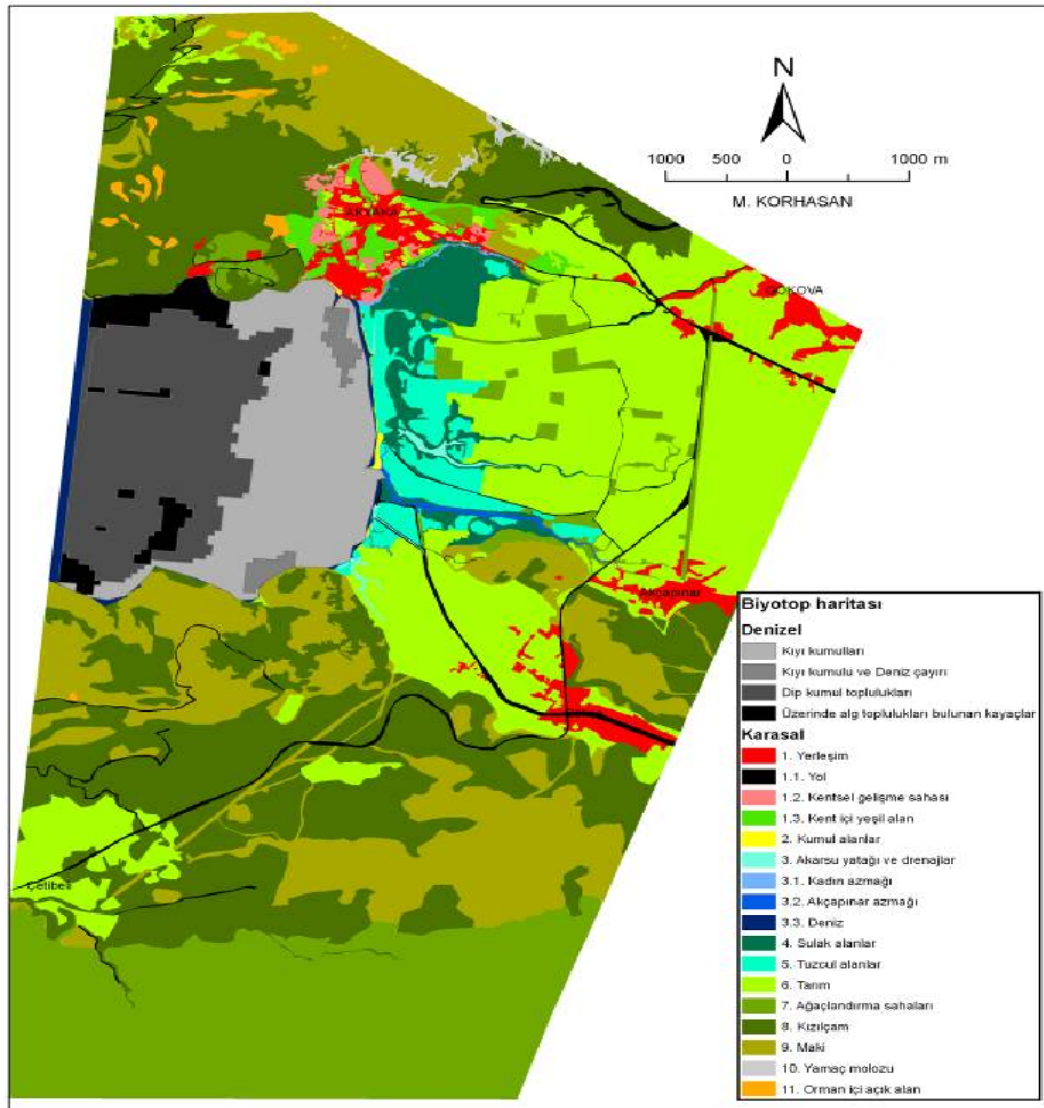 N
1000 500 0 1000 m
M. KORHASAN
AKYAKA
GÖKOVA
Akçapınar
Çetibeli
Biyotop haritası
Denizel
Kıyı kumulları
Kıyı kumulu ve Deniz çayırı
Dip kumul toplulukları
Üzerinde alg toplulukları bulunan kayaçlar
Karasal
1. Yerleşim
1.1. Yol
1.2. Kentsel gelişme sahası
1.3. Kent içi yeşil alan
2. Kumul alanlar
3. Akarsu yatağı ve drenajlar
3.1. Kadın azmağı
3.2. Akçapınar azmağı
3.3. Deniz
4. Sulak alanlar
5. Tuzcul alanlar
6. Tarım
7. Ağaçlandırma sahaları
8. Kızılçam
9. Maki
10. Yamaç molozu
11. Orman içi açık alan